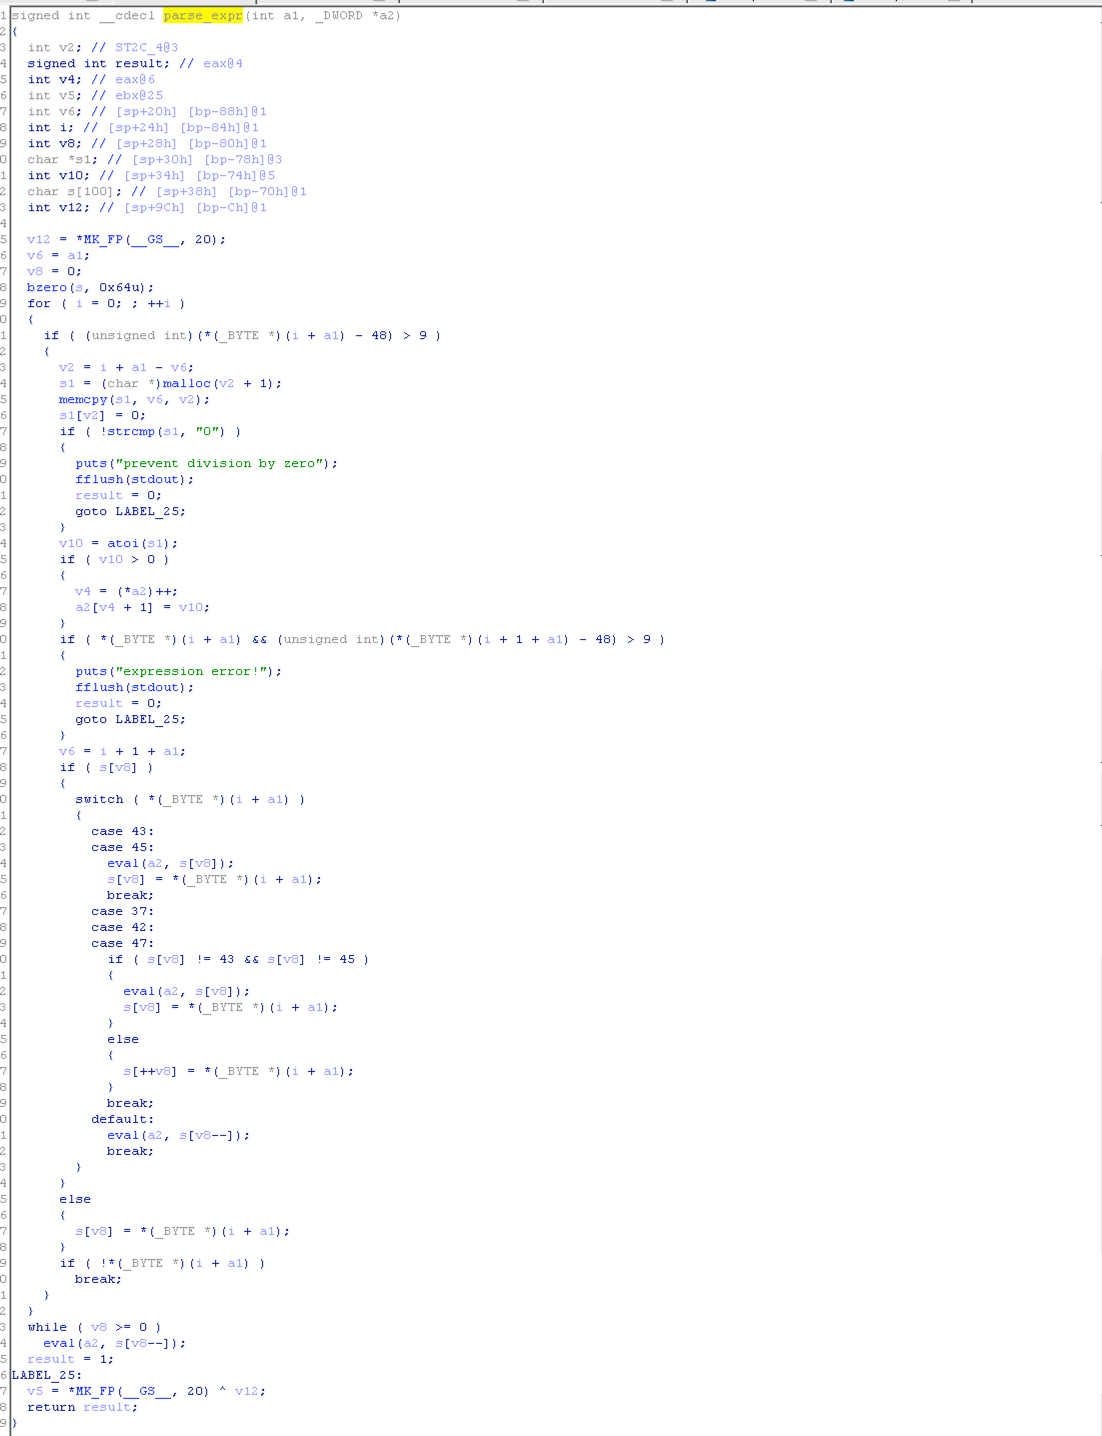 1 signed int __cdecl parse_expr(int a1, _DWORD *a2)
2 {
3   int v2; // ST2C_4@3
4   signed int result; // eax@4
5   int v4; // eax@6
6   int v5; // ebx@25
7   int v6; // [sp+20h] [bp-88h]@1
8   int i; // [sp+24h] [bp-84h]@1
9   int v8; // [sp+28h] [bp-80h]@1
0   char *s1; // [sp+30h] [bp-78h]@3
1   int v10; // [sp+34h] [bp-74h]@5
2   char s[100]; // [sp+38h] [bp-70h]@1
3   int v12; // [sp+9Ch] [bp-Ch]@1
4
5   v12 = *MK_FP(__GS__, 20);
6   v6 = a1;
7   v8 = 0;
8   bzero(s, 0x64u);
9   for ( i = 0; ; ++i )
0   {
1     if ( (unsigned int)(*(_BYTE *)(i + a1) - 48) > 9 )
2     {
3       v2 = i + a1 - v6;
4       s1 = (char *)malloc(v2 + 1);
5       memcpy(s1, v6, v2);
6       s1[v2] = 0;
7       if ( !strcmp(s1, "0") )
8       {
9         puts("prevent division by zero");
0         fflush(stdout);
1         result = 0;
2         goto LABEL_25;
3       }
4       v10 = atoi(s1);
5       if ( v10 > 0 )
6       {
7         v4 = (*a2)++;
8         a2[v4 + 1] = v10;
9       }
0       if ( *(_BYTE *)(i + a1) && (unsigned int)(*(_BYTE *)(i + 1 + a1) - 48) > 9 )
1       {
2         puts("expression error!");
3         fflush(stdout);
4         result = 0;
5         goto LABEL_25;
6       }
7       v6 = i + 1 + a1;
8       if ( s[v8] )
9       {
0         switch ( *(_BYTE *)(i + a1) )
1         {
2           case 43:
3           case 45:
4             eval(a2, s[v8]);
5             s[v8] = *(_BYTE *)(i + a1);
6             break;
7           case 37:
8           case 42:
9           case 47:
0             if ( s[v8] != 43 && s[v8] != 45 )
1             {
2               eval(a2, s[v8]);
3               s[v8] = *(_BYTE *)(i + a1);
4             }
5             else
6             {
7               s[++v8] = *(_BYTE *)(i + a1);
8             }
9             break;
0           default:
1             eval(a2, s[v8--]);
2             break;
3         }
4       }
5       else
6       {
7         s[v8] = *(_BYTE *)(i + a1);
8       }
9       if ( !*(_BYTE *)(i + a1) )
0         break;
1     }
2   }
3   while ( v8 >= 0 )
4     eval(a2, s[v8--]);
5   result = 1;
6 LABEL_25:
7   v5 = *MK_FP(__GS__, 20) ^ v12;
8   return result;
9 }